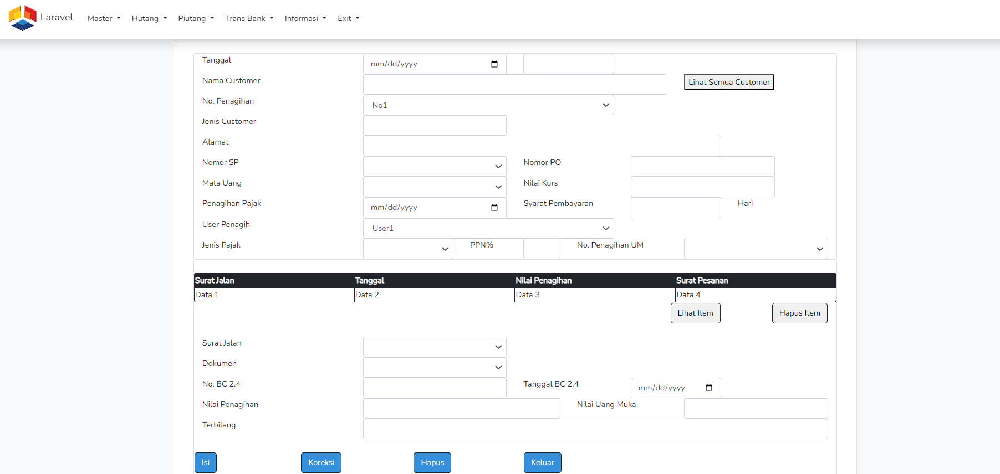 Laravel Master Hutang Piutang Trans Bank Informasi Exit
Tanggal mm/dd/yyyy
Nama Customer Lihat Semua Customer
No. Penagihan No1
Jenis Customer
Alamat
Nomor SP Nomor PO
Mata Uang Nilai Kurs
Penagihan Pajak mm/dd/yyyy Syarat Pembayaran Hari
User Penagih User1
Jenis Pajak PPN% No. Penagihan UM
Surat Jalan Tanggal Nilai Penagihan Surat Pesanan
Data 1 Data 2 Data 3 Data 4
Lihat Item Hapus Item
Surat Jalan
Dokumen
No. BC 2.4 Tanggal BC 2.4 mm/dd/yyyy
Nilai Penagihan Nilai Uang Muka
Terbilang
Isi Koreksi Hapus Keluar